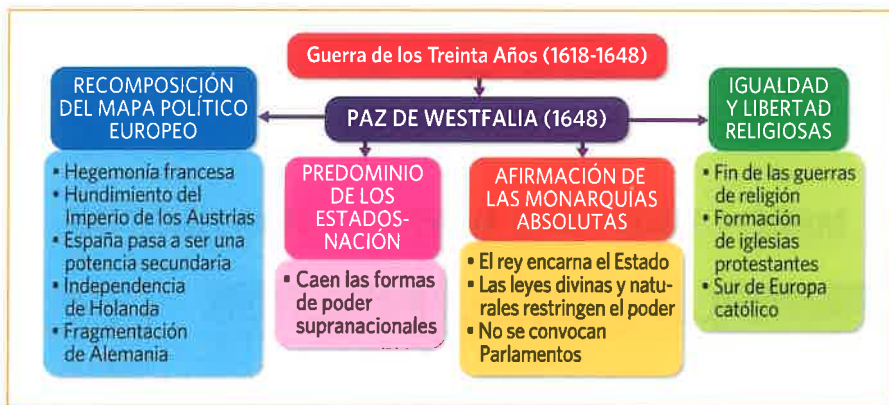 Guerra de los Treinta Años (1618-1648)
PAZ DE WESTFALIA (1648)
RECOMPOSICIÓN
DEL MAPA POLÍTICO
EUROPEO
• Hegemonía francesa
• Hundimiento del
Imperio de los Austrias
• España pasa a ser una
potencia secundaria
• Independencia
de Holanda
• Fragmentación
de Alemania
PREDOMINIO
DE LOS
ESTADOS-
NACIÓN
• Caen las formas
de poder
supranacionales
AFIRMACIÓN DE
LAS MONARQUÍAS
ABSOLUTAS
• El rey encarna el Estado
• Las leyes divinas y natu-
rales restringen el poder
• No se convocan
Parlamentos
IGUALDAD
Y LIBERTAD
RELIGIOSAS
• Fin de las guerras
de religión
• Formación
de iglesias
protestantes
• Sur de Europa
católico